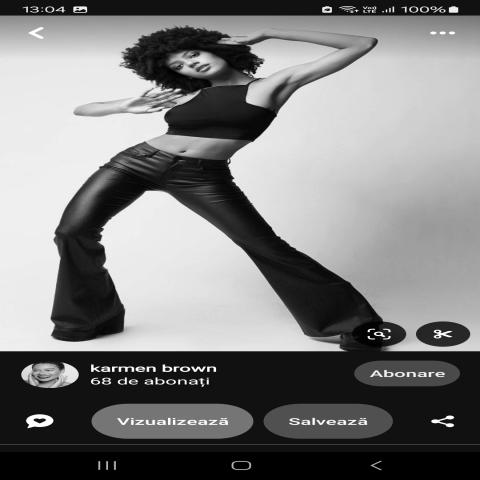 13:04 100%
karmen brown
68 de abonați
Abonare
Vizualizează
Salvează